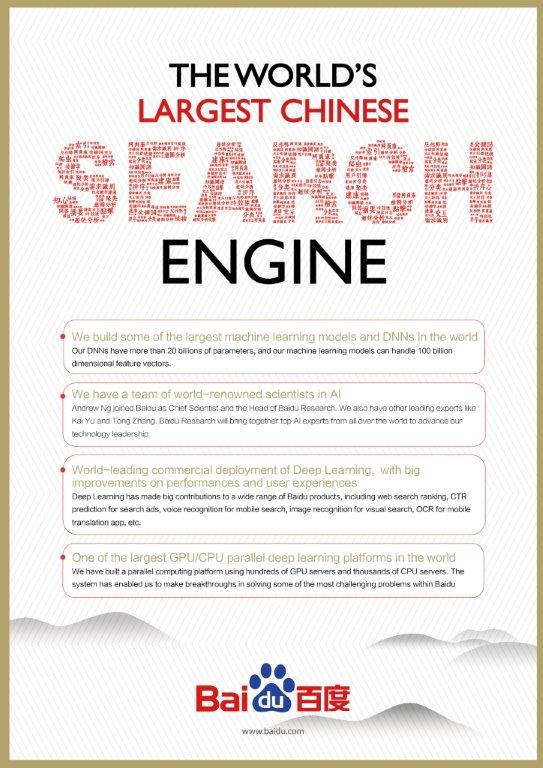 THE WORLD'S
LARGEST CHINESE
SEARCH
ENGINE
We build some of the largest machine learning models and DNNs in the world
Our DNNs have more than 20 billions of parameters, and our machine learning models can handle 100 billion
dimensional feature vectors.
We have a team of world-renowned scientists in AI
Andrew Ng joined Baidu as Chief Scientist and the Head of Baidu Research. We also have other leading experts like
Kai Yu and Tong Zhang. Baidu Research will bring together top AI experts from all over the world to advance our
technology leadership
World-leading commercial deployment of Deep Learning, with big
improvements on performances and user experiences
Deep Learning has made big contributions to a wide range of Baidu products, including web search ranking, CTR
prediction for search ads, voice recognition for mobile search, image recognition for visual search, OCR for mobile
translation app, etc.
One of the largest GPU/CPU parallel deep learning platforms in the world
We have built a parallel computing platform using hundreds of GPU servers and thousands of CPU servers. The
system has enabled us to make breakthroughs in solving some of the most challenging problems within Baidu
Bai du 百度
www.baidu.com